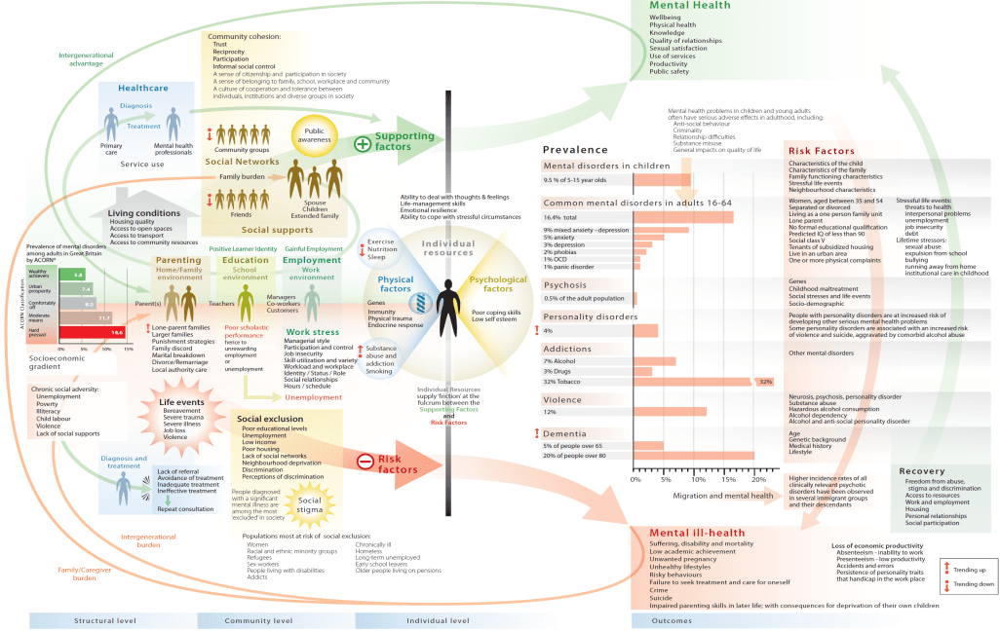 Mental Health
Wellbeing
Physical health
Knowledge
Quality of relationships
Sexual satisfaction
Use of services
Productivity
Public safety
Community cohesion:
Trust
Reciprocity
Participation
Informal social control
A sense of citizenship and participation in society
A sense of belonging to family, school, workplace and community
A culture of cooperation and tolerance between
individuals, institutions and diverse groups in society
Intergenerational
advantage
Healthcare
Diagnosis
Treatment
Primary
care
Mental health
professionals
Service use
Community groups
Public
awareness
Social Networks
Family burden
Friends
Spouse
Children
Extended family
Social supports
Supporting
factors
Living conditions
Housing quality
Access to open spaces
Access to transport
Access to community resources
Ability to deal with thoughts & feelings
Life-management skills
Emotional resilience
Ability to cope with stressful circumstances
Prevalence of mental disorders
among adults in Great Britain
by ACORN*
ACORN Classification
Wealthy
achievers
5.8
Urban
prosperity
7.4
Comfortably
off
8.2
Moderate
means
11.7
Hard
pressed
14.6
0% 5% 10% 15%
Socioeconomic
gradient
Positive Learner Identity
Gainful Employment
Parenting
Home/Family
environment
Parent(s)
Lone-parent families
Larger families
Punishment strategies
Family discord
Marital breakdown
Divorce/Remarriage
Local authority care
Education
School
environment
Teachers
Poor scholastic
performance
hence to
unrewarding
employment
or
unemployment
Employment
Work
environment
Managers
Co-workers
Customers
Work stress
Managerial style
Participation and control
Job insecurity
Skill utilization and variety
Workload and workplace
Identity / Status / Role
Social relationships
Hours / schedule
Unemployment
Exercise
Nutrition
Sleep
Individual
resources
Physical
factors
Genes
Immunity
Physical trauma
Endocrine response
Psychological
factors
Poor coping skills
Low self esteem
Substance
abuse and
addiction
Smoking
Individual Resources
supply 'friction' at the
fulcrum between the
Supporting Factors
and
Risk Factors
Chronic social adversity:
Unemployment
Poverty
Illiteracy
Child labour
Violence
Lack of social supports
Life events
Bereavement
Severe trauma
Severe illness
Job loss
Violence
Social exclusion
Poor educational levels
Unemployment
Low income
Poor housing
Lack of social networks
Neighbourhood deprivation
Discrimination
Perceptions of discrimination
People diagnosed
with a significant
mental illness are
among the most
excluded in society
Social
stigma
Risk
factors
Diagnosis and
treatment
Lack of referral
Avoidance of treatment
Inadequate treatment
Ineffective treatment
Repeat consultation
Intergenerational
burden
Family/Caregiver
burden
Populations most at risk of social exclusion:
Women
Racial and ethnic minority groups
Refugees
Sex workers
People living with disabilities
Addicts
Chronically ill
Homeless
Long-term unemployed
Early school leavers
Older people living on pensions
Mental health problems in children and young adults
often have serious adverse effects in adulthood, including:
Anti-social behaviour
Criminality
Relationship difficulties
Substance misuse
General impacts on quality of life
Prevalence
Mental disorders in children
9.5 % of 5-15 year olds
Common mental disorders in adults 16-64
16.4% total
9% mixed anxiety –depression
5% anxiety
3% depression
2% phobias
1% OCD
1% panic disorder
Psychosis
0.5% of the adult population
Personality disorders
4%
Addictions
7% Alcohol
3% Drugs
32% Tobacco
32%
Violence
12%
Dementia
5% of people over 65
20% of people over 80
0% 5% 10% 15% 20%
Migration and mental health
Risk Factors
Characteristics of the child
Characteristics of the family
Family functioning characteristics
Stressful life events
Neighbourhood characteristics
Women, aged between 35 and 54
Separated or divorced
Living as a one person family unit
Lone parent
No formal educational qualification
Predicted IQ of less than 90
Social class V
Tenants of subsidized housing
Live in an urban area
One or more physical complaints
Stressful life events:
threats to health
interpersonal problems
unemployment
job insecurity
debt
Lifetime stressors:
sexual abuse
expulsion from school
bullying
running away from home
institutional care in childhood
Genes
Childhood maltreatment
Social stresses and life events
Socio-demographic
People with personality disorders are at increased risk of
developing other serious mental health problems
Some personality disorders are associated with an increased risk
of violence and suicide, aggravated by comorbid alcohol abuse
Other mental disorders
Neurosis, psychosis, personality disorder
Substance abuse
Hazardous alcohol consumption
Alcohol dependency
Alcohol and anti-social personality disorder
Age
Genetic background
Medical history
Lifestyle
Higher incidence rates of all
clinically relevant psychotic
disorders have been observed
in several immigrant groups
and their descendants
Recovery
Freedom from abuse,
stigma and discrimination
Access to resources
Work and employment
Housing
Personal relationships
Social participation
Mental ill-health
Suffering, disability and mortality
Low academic achievement
Unwanted pregnancy
Unhealthy lifestyles
Risky behaviours
Failure to seek treatment and care for oneself
Crime
Suicide
Impaired parenting skills in later life; with consequences for deprivation of their own children
Loss of economic productivity
Absenteeism - inability to work
Presenteeism - low productivity
Accidents and errors
Persistence of personality traits
that handicap in the work place
Trending up
Trending down
Structural level
Community level
Individual level
Outcomes